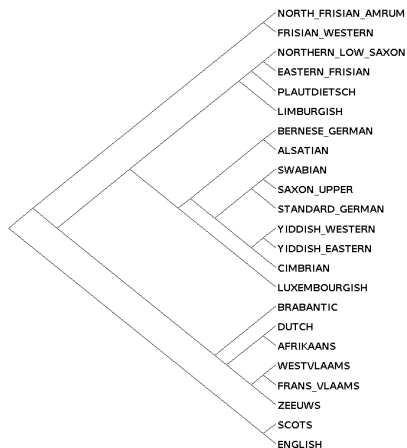 NORTH_FRISIAN_AMRUM
FRISIAN_WESTERN
NORTHERN_LOW_SAXON
EASTERN_FRISIAN
PLAUTDIETSCH
LIMBURGISH
BERNESE_GERMAN
ALSATIAN
SWABIAN
SAXON_UPPER
STANDARD_GERMAN
YIDDISH_WESTERN
YIDDISH_EASTERN
CIMBRIAN
LUXEMBOURGISH
BRABANTIC
DUTCH
AFRIKAANS
WESTVLAAMS
FRANS_VLAAMS
ZEEUWS
SCOTS
ENGLISH